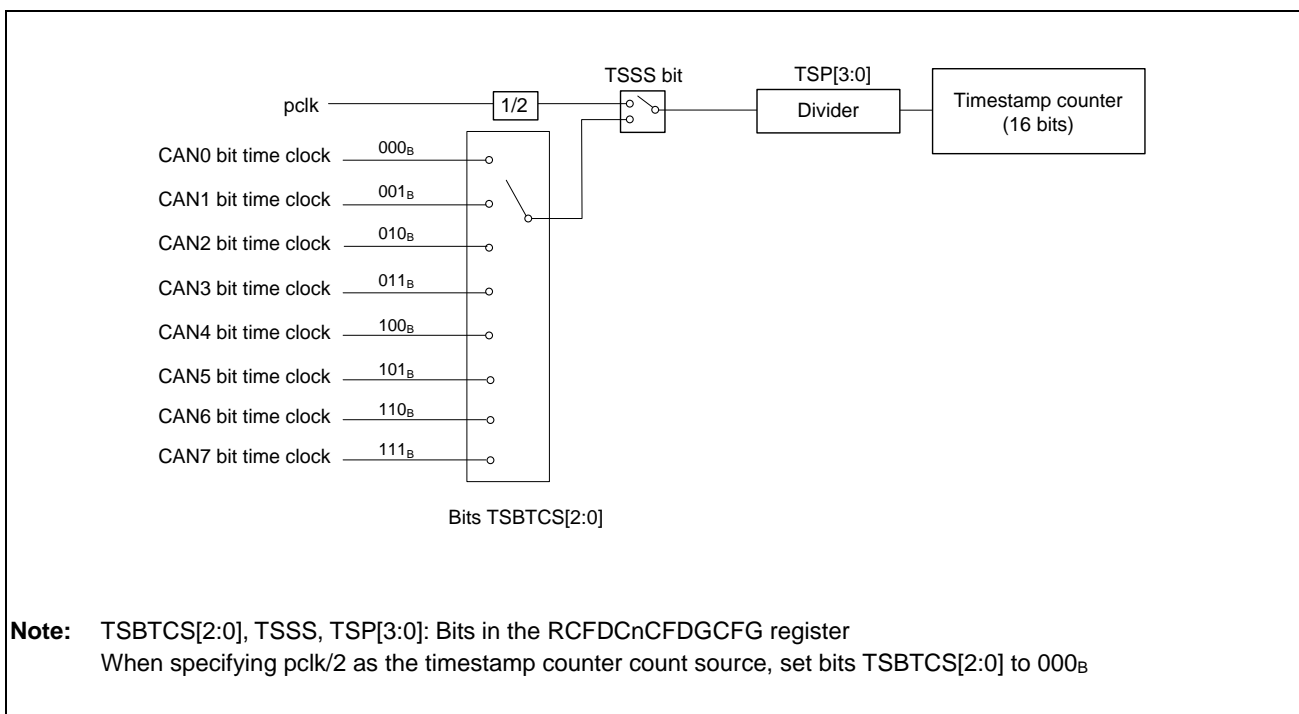 TSSS bit
TSP[3:0]
pclk
1/2
Divider
Timestamp counter
(16 bits)
CAN0 bit time clock 000B
CAN1 bit time clock 001B
CAN2 bit time clock 010B
CAN3 bit time clock 011B
CAN4 bit time clock 100B
CAN5 bit time clock 101B
CAN6 bit time clock 110B
CAN7 bit time clock 111B
Bits TSBTCS[2:0]
Note: TSBTCS[2:0], TSSS, TSP[3:0]: Bits in the RCFDCnCFDGCFG register
When specifying pclk/2 as the timestamp counter count source, set bits TSBTCS[2:0] to 000B